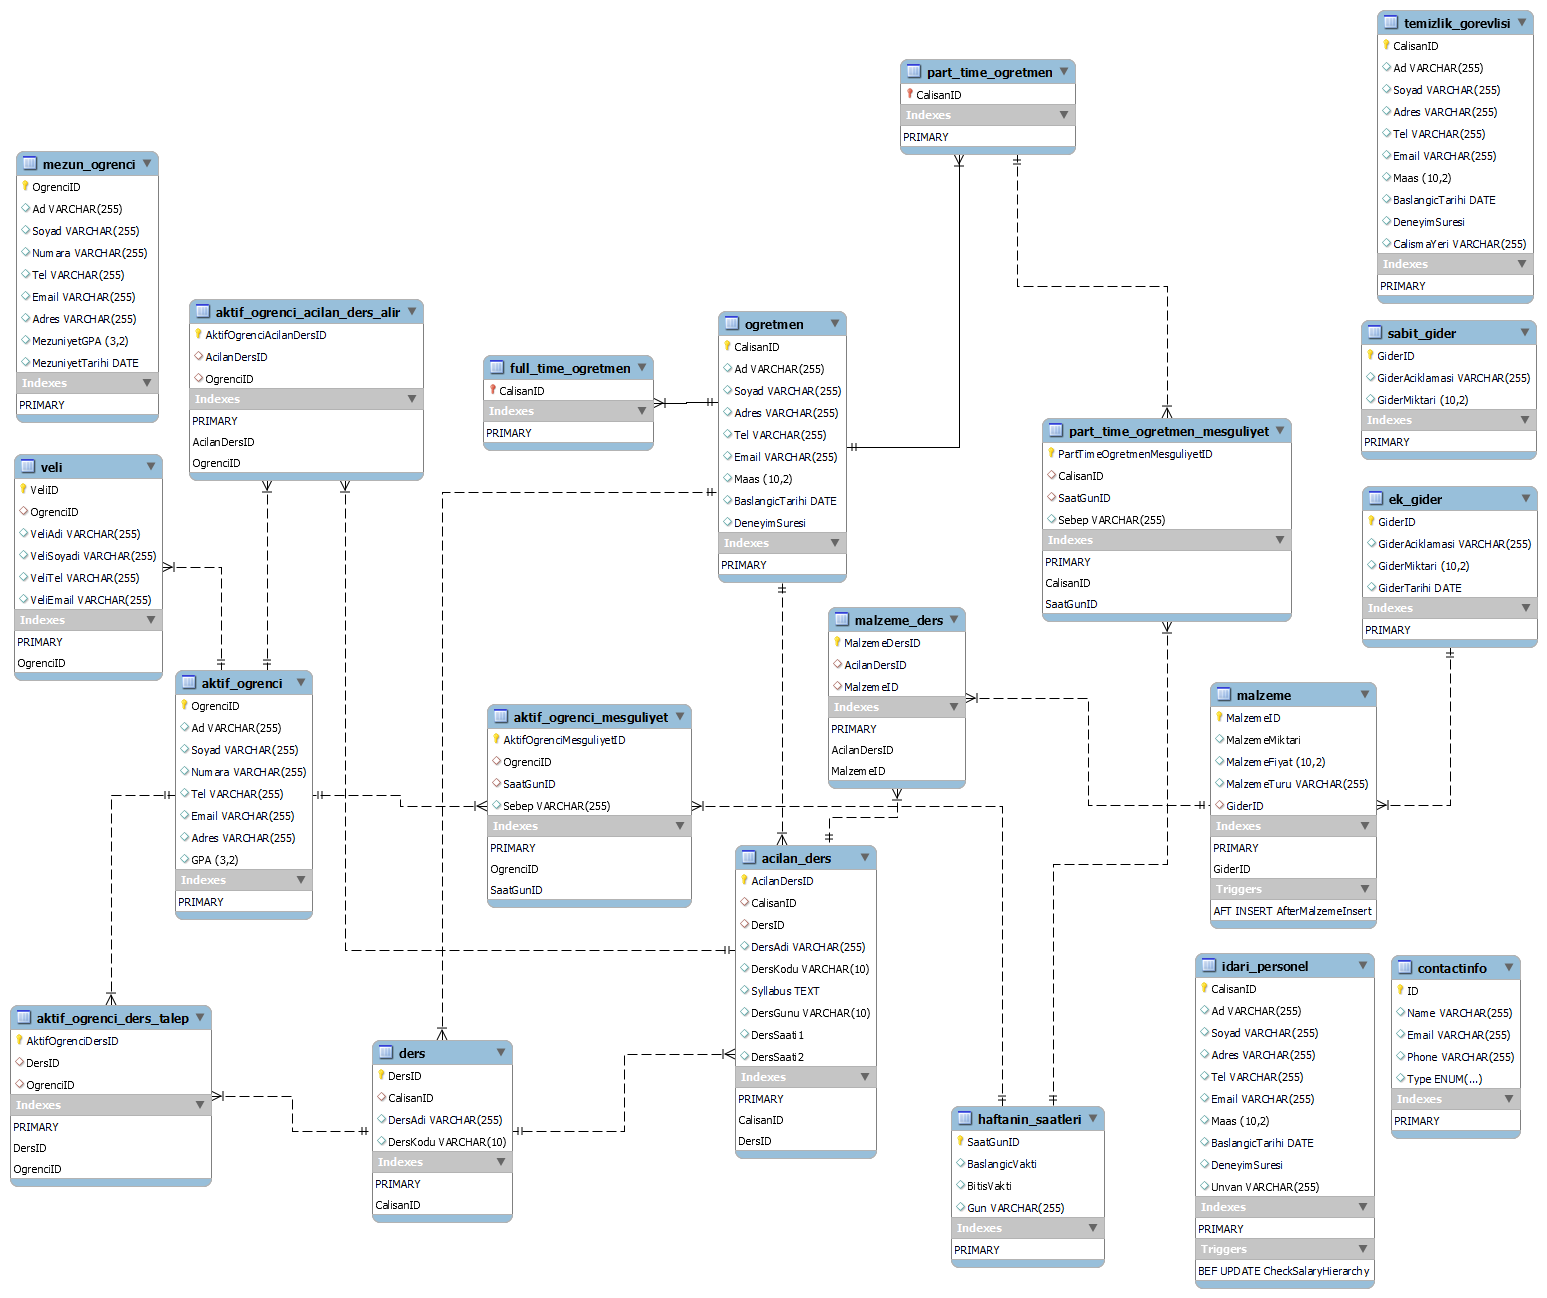 temizlik_gorevlisi
CalisanID
Ad VARCHAR(255)
Soyad VARCHAR(255)
Adres VARCHAR(255)
Tel VARCHAR(255)
Email VARCHAR(255)
Maas (10,2)
BaslangicTarihi DATE
DeneyimSuresi
CalismaYeri VARCHAR(255)
Indexes
PRIMARY
part_time_ogretmen
CalisanID
Indexes
PRIMARY
mezun_ogrenci
OgrenciID
Ad VARCHAR(255)
Soyad VARCHAR(255)
Numara VARCHAR(255)
Tel VARCHAR(255)
Email VARCHAR(255)
Adres VARCHAR(255)
MezuniyetGPA (3,2)
MezuniyetTarihi DATE
Indexes
PRIMARY
aktif_ogrenci_acilan_ders_alir
AktifOgrenciAcilanDersID
AcilanDersID
OgrenciID
Indexes
PRIMARY
AcilanDersID
OgrenciID
full_time_ogretmen
CalisanID
Indexes
PRIMARY
ogretmen
CalisanID
Ad VARCHAR(255)
Soyad VARCHAR(255)
Adres VARCHAR(255)
Tel VARCHAR(255)
Email VARCHAR(255)
Maas (10,2)
BaslangicTarihi DATE
DeneyimSuresi
Indexes
PRIMARY
sabit_gider
GiderID
GiderAciklamasi VARCHAR(255)
GiderMiktari (10,2)
Indexes
PRIMARY
part_time_ogretmen_mesguliyet
PartTimeOgretmenMesguliyetID
CalisanID
SaatGunID
Sebep VARCHAR(255)
Indexes
PRIMARY
CalisanID
SaatGunID
veli
VeliID
OgrenciID
VeliAdi VARCHAR(255)
VeliSoyadi VARCHAR(255)
VeliTel VARCHAR(255)
VeliEmail VARCHAR(255)
Indexes
PRIMARY
OgrenciID
ek_gider
GiderID
GiderAciklamasi VARCHAR(255)
GiderMiktari (10,2)
GiderTarihi DATE
Indexes
PRIMARY
malzeme_ders
MalzemeDersID
AcilanDersID
MalzemeID
Indexes
PRIMARY
AcilanDersID
MalzemeID
aktif_ogrenci
OgrenciID
Ad VARCHAR(255)
Soyad VARCHAR(255)
Numara VARCHAR(255)
Tel VARCHAR(255)
Email VARCHAR(255)
Adres VARCHAR(255)
GPA (3,2)
Indexes
PRIMARY
aktif_ogrenci_mesguliyet
AktifOgrenciMesguliyetID
OgrenciID
SaatGunID
Sebep VARCHAR(255)
Indexes
PRIMARY
OgrenciID
SaatGunID
malzeme
MalzemeID
MalzemeMiktari
MalzemeFiyat (10,2)
MalzemeTuru VARCHAR(255)
GiderID
Indexes
PRIMARY
GiderID
Triggers
AFT INSERT AfterMalzemeInsert
acilan_ders
AcilanDersID
CalisanID
DersID
DersAdi VARCHAR(255)
DersKodu VARCHAR(10)
Syllabus TEXT
DersGunu VARCHAR(10)
DersSaati1
DersSaati2
Indexes
PRIMARY
CalisanID
DersID
idari_personel
CalisanID
Ad VARCHAR(255)
Soyad VARCHAR(255)
Adres VARCHAR(255)
Tel VARCHAR(255)
Email VARCHAR(255)
Maas (10,2)
BaslangicTarihi DATE
DeneyimSuresi
Unvan VARCHAR(255)
Indexes
PRIMARY
Triggers
BEF UPDATE CheckSalaryHierarchy
contactinfo
ID
Name VARCHAR(255)
Email VARCHAR(255)
Phone VARCHAR(255)
Type ENUM(...)
Indexes
PRIMARY
aktif_ogrenci_ders_talep
AktifOgrenciDersID
DersID
OgrenciID
Indexes
PRIMARY
DersID
OgrenciID
ders
DersID
CalisanID
DersAdi VARCHAR(255)
DersKodu VARCHAR(10)
Indexes
PRIMARY
CalisanID
haftanin_saatleri
SaatGunID
BaslangicVakti
BitisVakti
Gun VARCHAR(255)
Indexes
PRIMARY